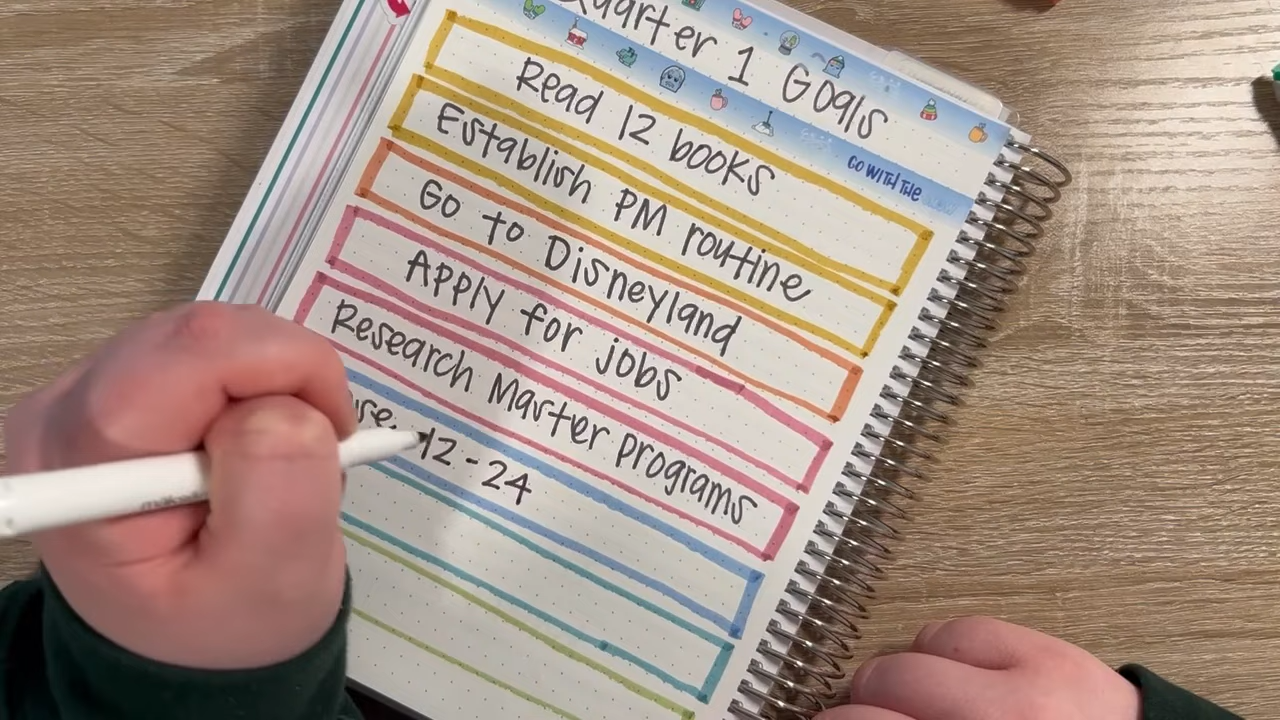 Quarter 1 Goals
GO WITH THE
Read 12 books
Establish PM routine
Go to Disneyland
Apply for jobs
Research Master Programs
12-24